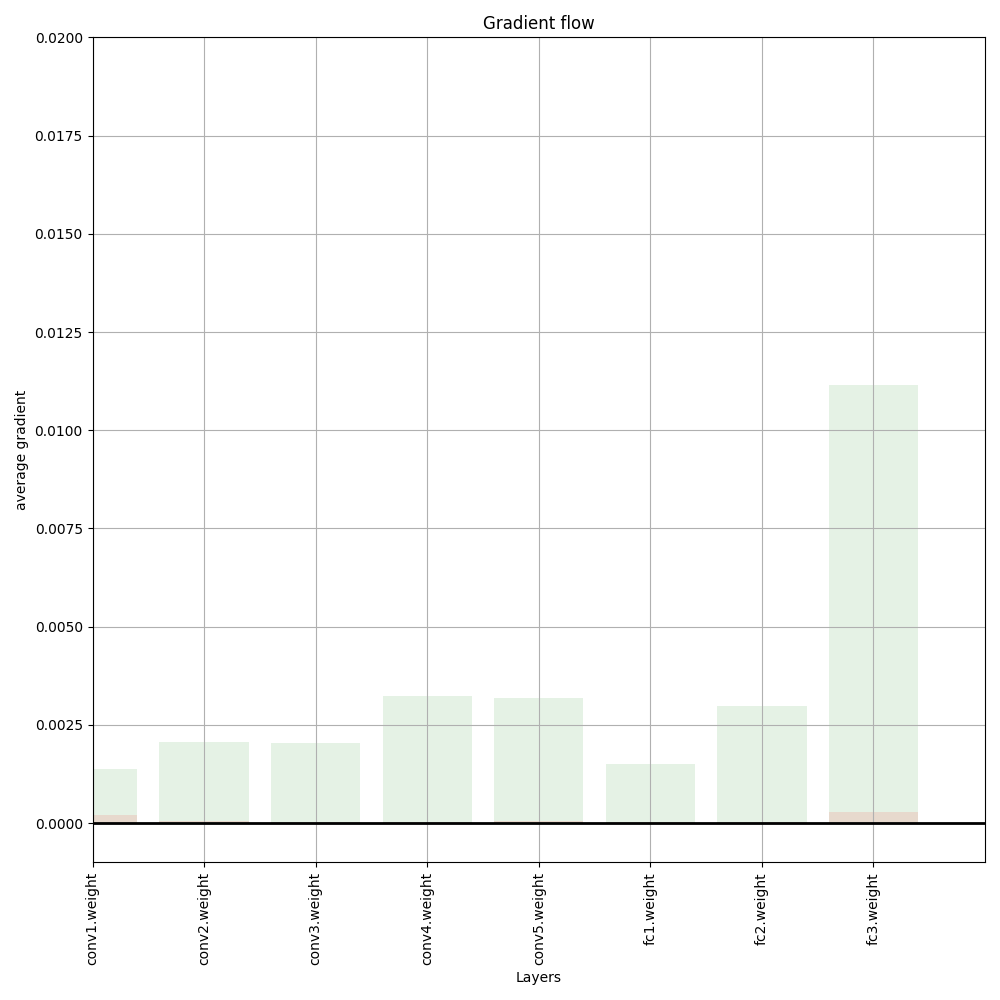 Gradient flow
0.0200
0.0175
0.0150
0.0125
0.0100
0.0075
0.0050
0.0025
0.0000
average gradient
conv1.weight
conv2.weight
conv3.weight
conv4.weight
conv5.weight
fc1.weight
fc2.weight
fc3.weight
Layers